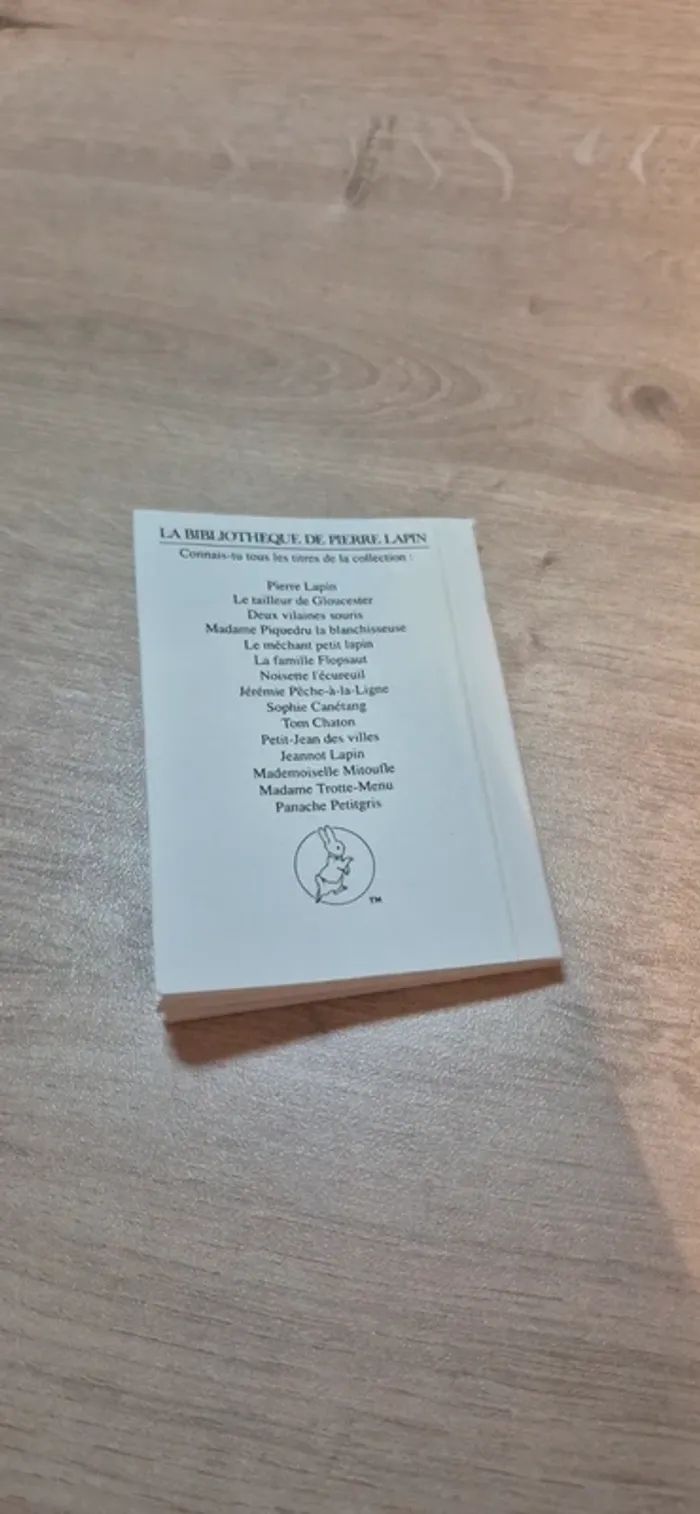 LA BIBLIOTHEQUE DE PIERRE LAPIN
Connais-tu tous les titres de la collection :
Pierre Lapin
Le tailleur de Gloucester
Deux vilaines souris
Madame Piquedru la blanchisseuse
Le méchant petit lapin
La famille Flopsaut
Noisette l'écureuil
Jérémie Pêche-à-la-Ligne
Sophie Canétang
Tom Chaton
Petit-Jean des villes
Jeannot Lapin
Mademoiselle Mitoufle
Madame Trotte-Menu
Panache Petitgris
TM